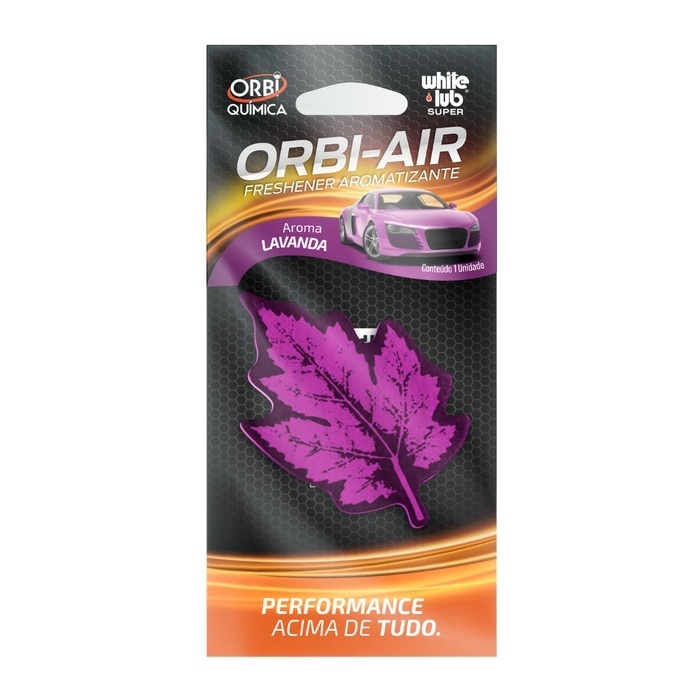 ORBI
QUÍMICA
white
lub
SUPER
ORBI-AIR
FRESHENER AROMATIZANTE
Aroma
LAVANDA
Conteúdo 1 Unidade
PERFORMANCE
ACIMA DE TUDO.